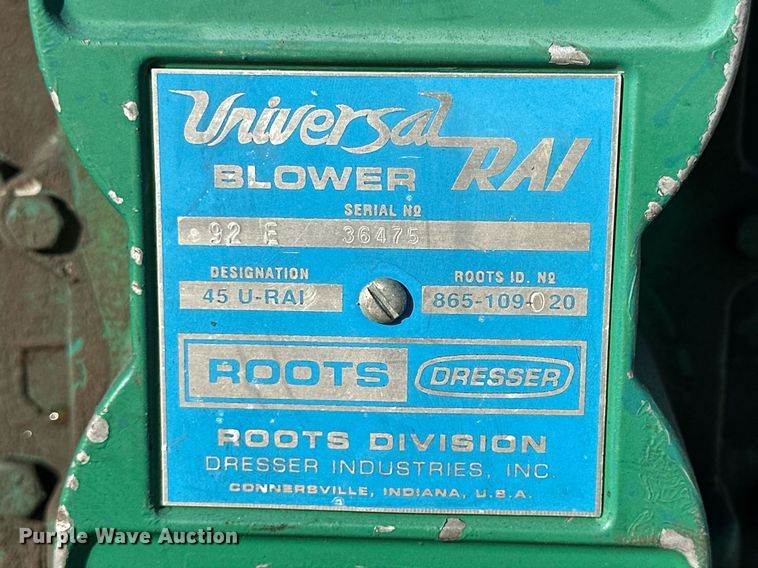 Universal RAI
BLOWER
SERIAL Nº
92 E 36475
DESIGNATION
45 U-RAI
ROOTS ID. Nº
865-109-020
ROOTS
DRESSER
ROOTS DIVISION
DRESSER INDUSTRIES, INC.
CONNERSVILLE, INDIANA, U.S.A.
Purple Wave Auction